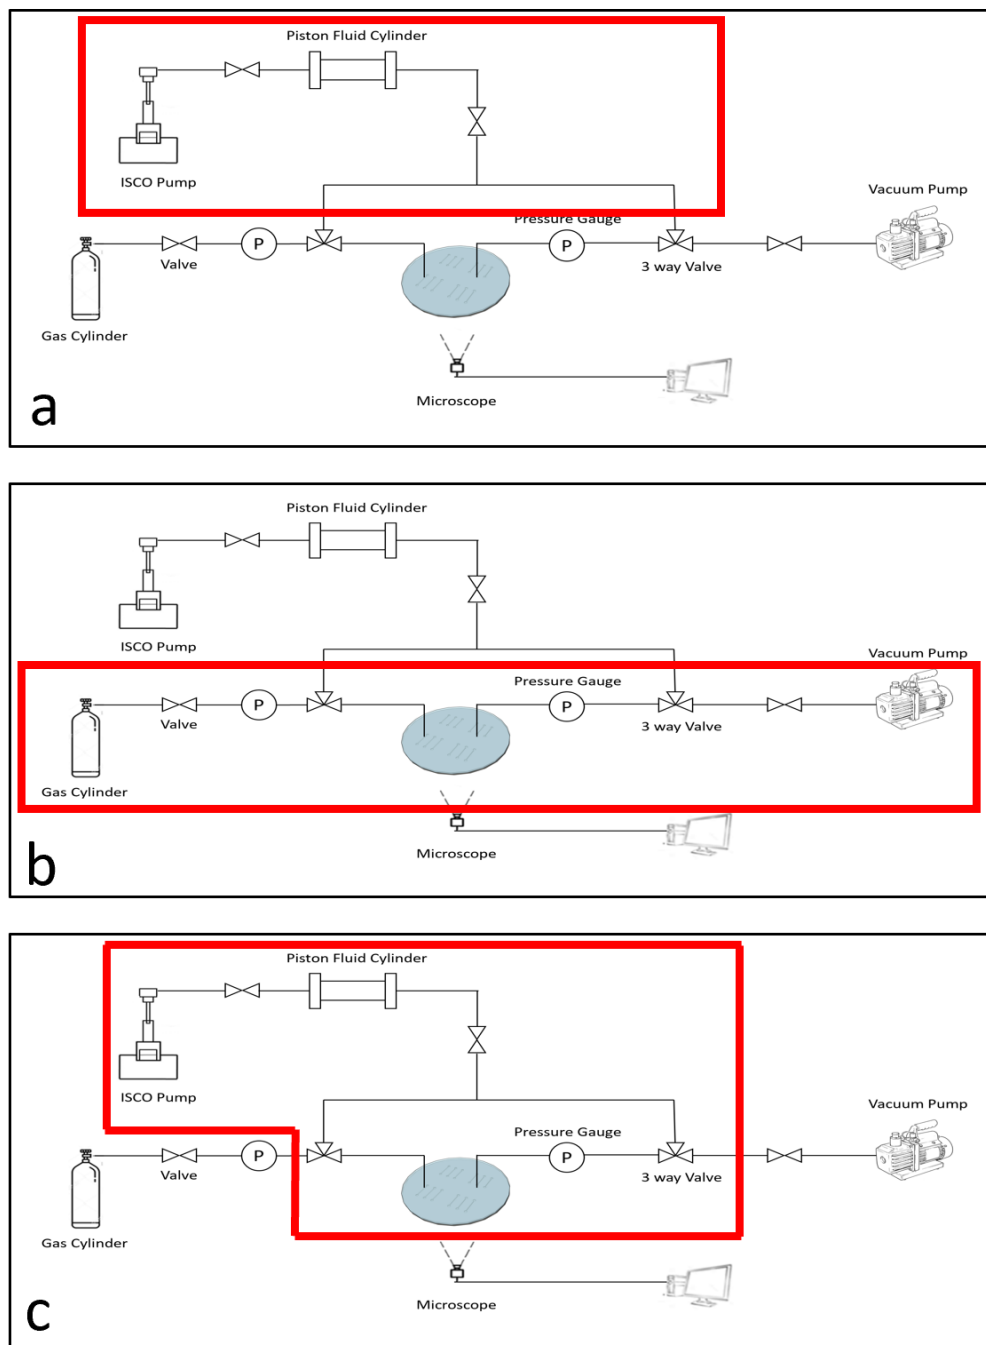 Piston Fluid Cylinder
ISCO Pump
Vacuum Pump
Pressure Gauge
P
P
Valve
3 way Valve
Gas Cylinder
Microscope
a
Piston Fluid Cylinder
ISCO Pump
Vacuum Pump
Pressure Gauge
P
P
Valve
3 way Valve
Gas Cylinder
Microscope
b
Piston Fluid Cylinder
ISCO Pump
Vacuum Pump
Pressure Gauge
P
P
Valve
3 way Valve
Gas Cylinder
Microscope
c